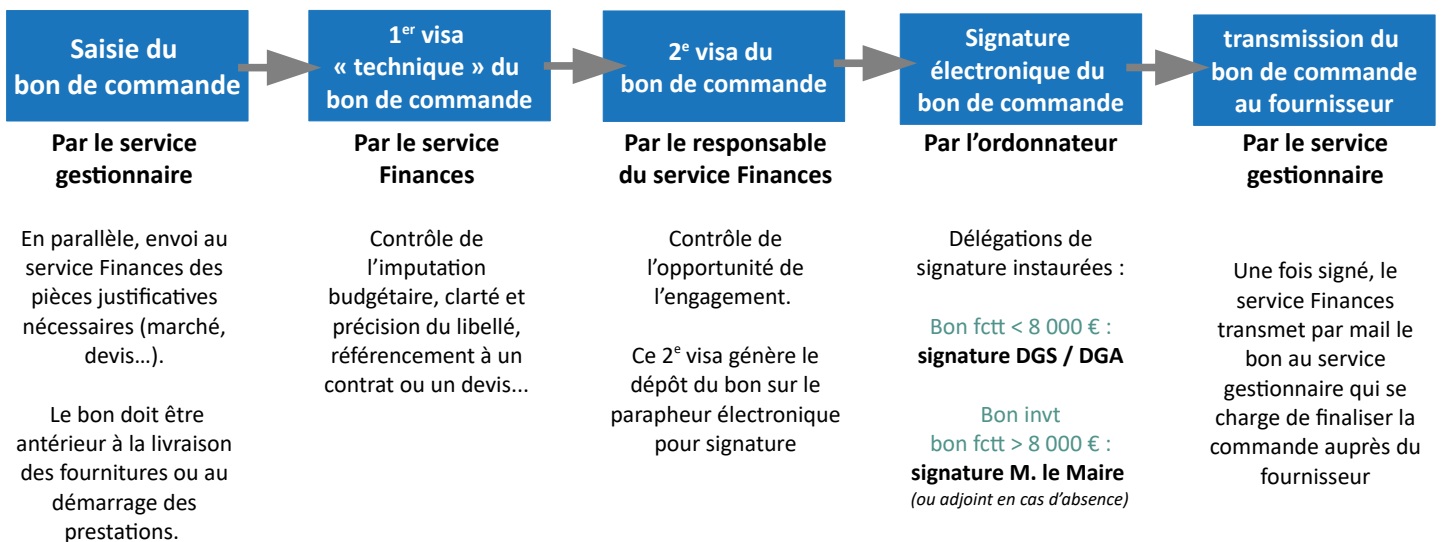 Saisie du
bon de commande
Par le service
gestionnaire
En parallèle, envoi au
service Finances des
pièces justificatives
nécessaires (marché,
devis...).
Le bon doit être
antérieur à la livraison
des fournitures ou au
démarrage des
prestations.
1er visa
« technique » du
bon de commande
Par le service
Finances
Contrôle de
l'imputation
budgétaire, clarté et
précision du libellé,
référencement à un
contrat ou un devis...
2e visa du
bon de commande
Par le responsable
du service Finances
Contrôle de
l'opportunité de
l'engagement.
Ce 2e visa génère le
dépôt du bon sur le
parapheur électronique
pour signature
Signature
électronique du
bon de commande
Par l'ordonnateur
Délégations de
signature instaurées :
Bon fctt < 8 000 € :
signature DGS / DGA
Bon invt
bon fctt > 8 000 € :
signature M. le Maire
(ou adjoint en cas d'absence)
transmission du
bon de commande
au fournisseur
Par le service
gestionnaire
Une fois signé, le
service Finances
transmet par mail le
bon au service
gestionnaire qui se
charge de finaliser la
commande auprès du
fournisseur